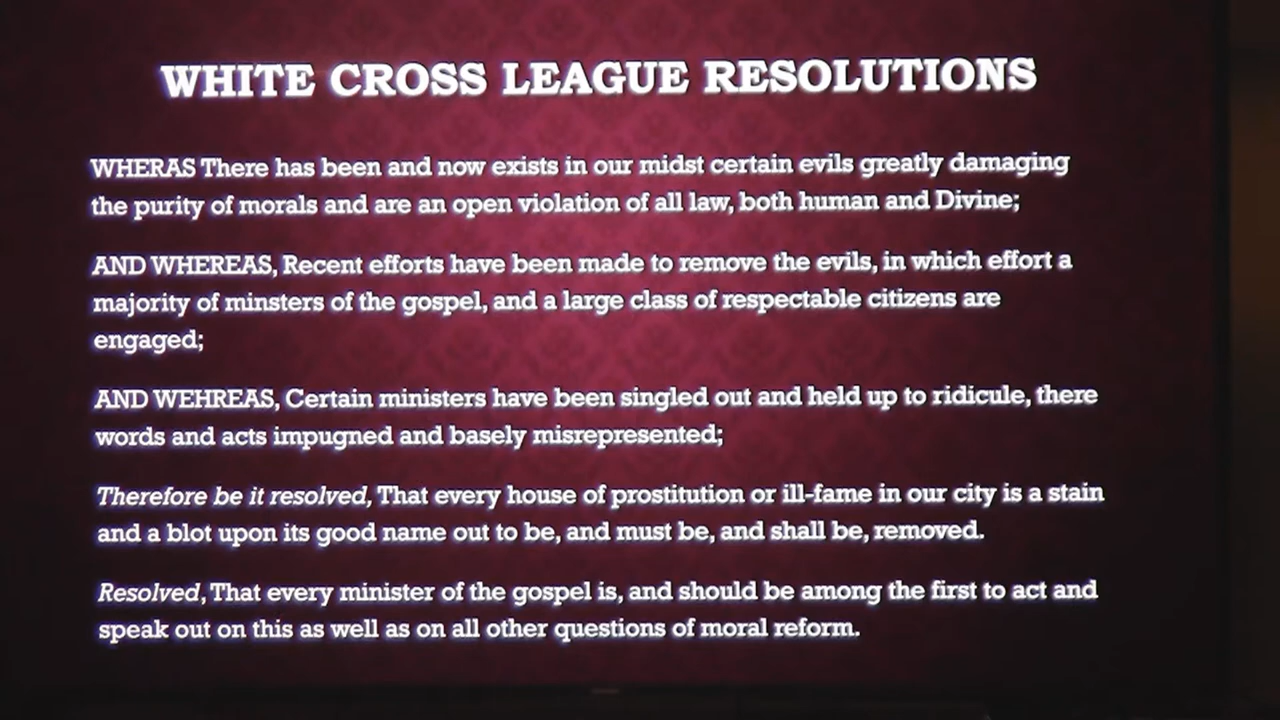 WHITE CROSS LEAGUE RESOLUTIONS
WHERAS There has been and now exists in our midst certain evils greatly damaging
the purity of morals and are an open violation of all law, both human and Divine;
AND WHEREAS, Recent efforts have been made to remove the evils, in which effort a
majority of minsters of the gospel, and a large class of respectable citizens are
engaged;
AND WEHREAS, Certain ministers have been singled out and held up to ridicule, there
words and acts impugned and basely misrepresented;
Therefore be it resolved, That every house of prostitution or ill-fame in our city is a stain
and a blot upon its good name out to be, and must be, and shall be, removed.
Resolved, That every minister of the gospel is, and should be among the first to act and
speak out on this as well as on all other questions of moral reform.